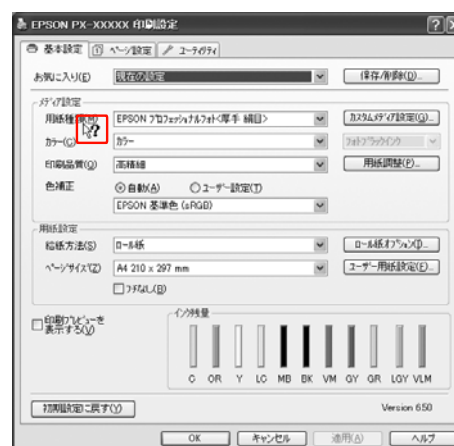 EPSON PX-XXXXX 印刷設定
基本設定 ページ設定 ユーティリティ
お気に入り(E) 現在の設定 保存/削除(D)...
メディア設定
用紙種類 EPSON プロフェッショナルフォト<厚手 絹目> カスタムメディア設定(G)...
カラー(C) カラー フォトブラックインク
印刷品質(Q) 高精細 用紙調整(P)...
色補正 自動(A) ユーザー設定(T)
EPSON 基準色 (sRGB)
用紙設定
給紙方法(S) ロール紙 ロール紙オプション(I)...
ページサイズ(Z) A4 210 x 297 mm ユーザー用紙設定(E)...
フチなし(B)
印刷プレビューを
表示する(V)
インク残量
C OR Y LC MB BK VM GY GR LGY VLM
初期設定に戻す(Y) Version 6.50
OK キャンセル 適用(A) ヘルプ